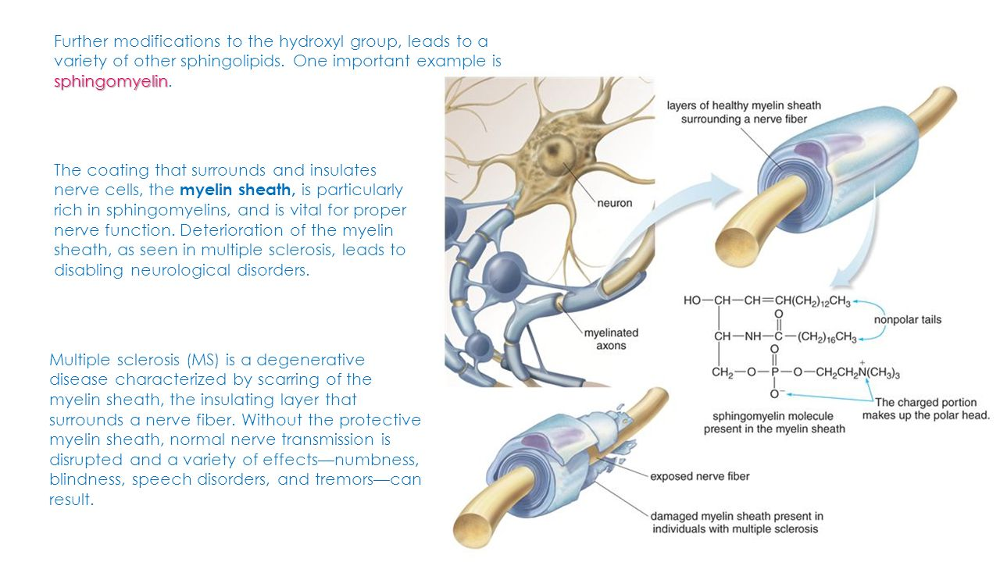 Further modifications to the hydroxyl group, leads to a
variety of other sphingolipids. One important example is
sphingomyelin.
The coating that surrounds and insulates
nerve cells, the myelin sheath, is particularly
rich in sphingomyelins, and is vital for proper
nerve function. Deterioration of the myelin
sheath, as seen in multiple sclerosis, leads to
disabling neurological disorders.
Multiple sclerosis (MS) is a degenerative
disease characterized by scarring of the
myelin sheath, the insulating layer that
surrounds a nerve fiber. Without the protective
myelin sheath, normal nerve transmission is
disrupted and a variety of effects—numbness,
blindness, speech disorders, and tremors—can
result.
layers of healthy myelin sheath
surrounding a nerve fiber
neuron
myelinated
axons
HO—CH—CH=CH(CH₂)₁₂CH₃
nonpolar tails
O
CH—NH—C—(CH₂)₁₆CH₃
O
+
CH₂—O—P—O—CH₂CH₂N(CH₃)₃
O⁻
The charged portion
makes up the polar head.
sphingomyelin molecule
present in the myelin sheath
exposed nerve fiber
damaged myelin sheath present in
individuals with multiple sclerosis